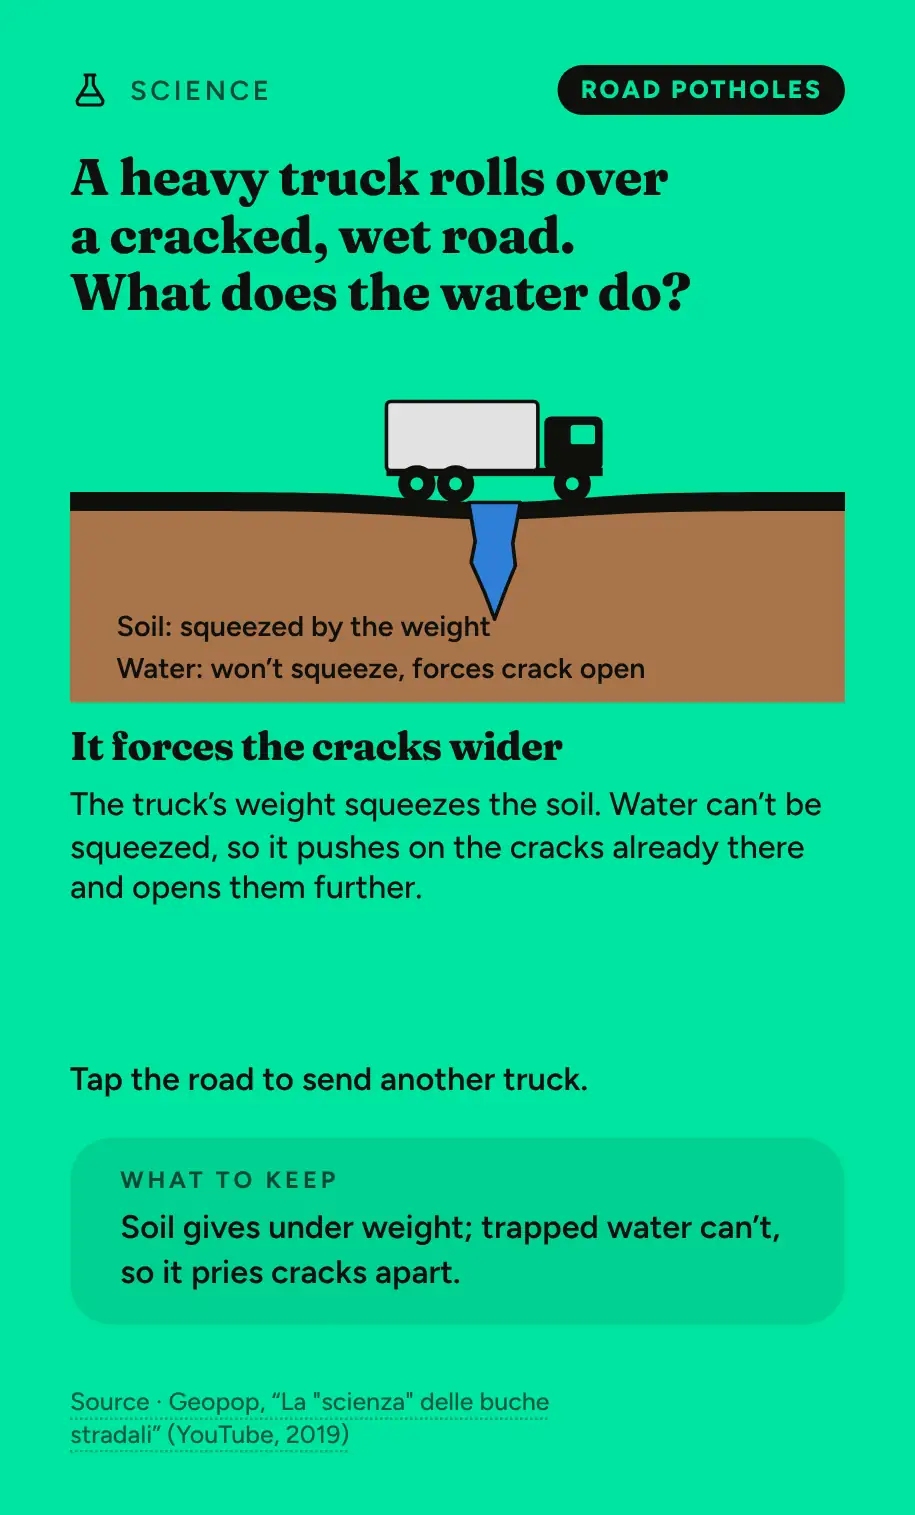 SCIENCE
ROAD POTHOLES
A heavy truck rolls over
a cracked, wet road.
What does the water do?
Soil: squeezed by the weight
Water: won’t squeeze, forces crack open
It forces the cracks wider
The truck’s weight squeezes the soil. Water can’t be
squeezed, so it pushes on the cracks already there
and opens them further.
Tap the road to send another truck.
WHAT TO KEEP
Soil gives under weight; trapped water can’t,
so it pries cracks apart.
Source · Geopop, “La "scienza" delle buche
stradali” (YouTube, 2019)